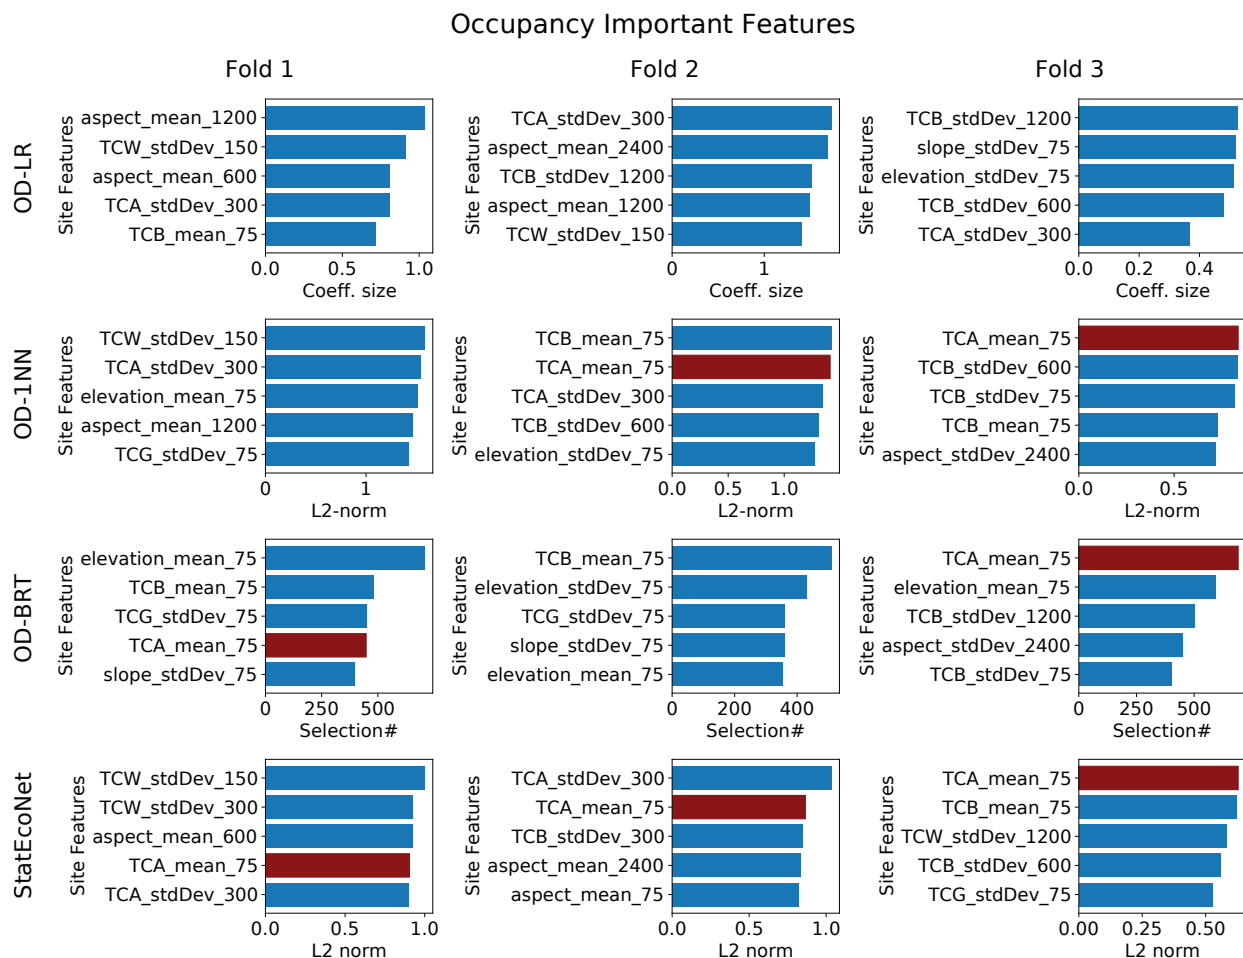 Occupancy Important Features
Fold 1
Fold 2
Fold 3
OD-LR
Site Features
aspect_mean_1200
TCW_stdDev_150
aspect_mean_600
TCA_stdDev_300
TCB_mean_75
0.0 0.5 1.0
Coeff. size
Site Features
TCA_stdDev_300
aspect_mean_2400
TCB_stdDev_1200
aspect_mean_1200
TCW_stdDev_150
0 1
Coeff. size
Site Features
TCB_stdDev_1200
slope_stdDev_75
elevation_stdDev_75
TCB_stdDev_600
TCA_stdDev_300
0.0 0.2 0.4
Coeff. size
OD-1NN
Site Features
TCW_stdDev_150
TCA_stdDev_300
elevation_mean_75
aspect_mean_1200
TCG_stdDev_75
0 1
L2-norm
Site Features
TCB_mean_75
TCA_mean_75
TCA_stdDev_300
TCB_stdDev_600
elevation_stdDev_75
0.0 0.5 1.0
L2-norm
Site Features
TCA_mean_75
TCB_stdDev_600
TCB_stdDev_75
TCB_mean_75
aspect_stdDev_2400
0.0 0.5
L2-norm
OD-BRT
Site Features
elevation_mean_75
TCB_mean_75
TCG_stdDev_75
TCA_mean_75
slope_stdDev_75
0 250 500
Selection#
Site Features
TCB_mean_75
elevation_stdDev_75
TCG_stdDev_75
slope_stdDev_75
elevation_mean_75
0 200 400
Selection#
Site Features
TCA_mean_75
elevation_mean_75
TCB_stdDev_1200
aspect_stdDev_2400
TCB_stdDev_75
0 500
Selection#
StatEcoNet
Site Features
TCW_stdDev_150
TCW_stdDev_300
aspect_mean_600
TCA_mean_75
TCA_stdDev_300
0.0 0.5 1.0
L2 norm
Site Features
TCA_stdDev_300
TCA_mean_75
TCB_stdDev_300
aspect_mean_2400
aspect_mean_75
0.0 0.5 1.0
L2 norm
Site Features
TCA_mean_75
TCB_mean_75
TCW_stdDev_1200
TCB_stdDev_600
TCG_stdDev_75
0.00 0.25 0.50
L2 norm